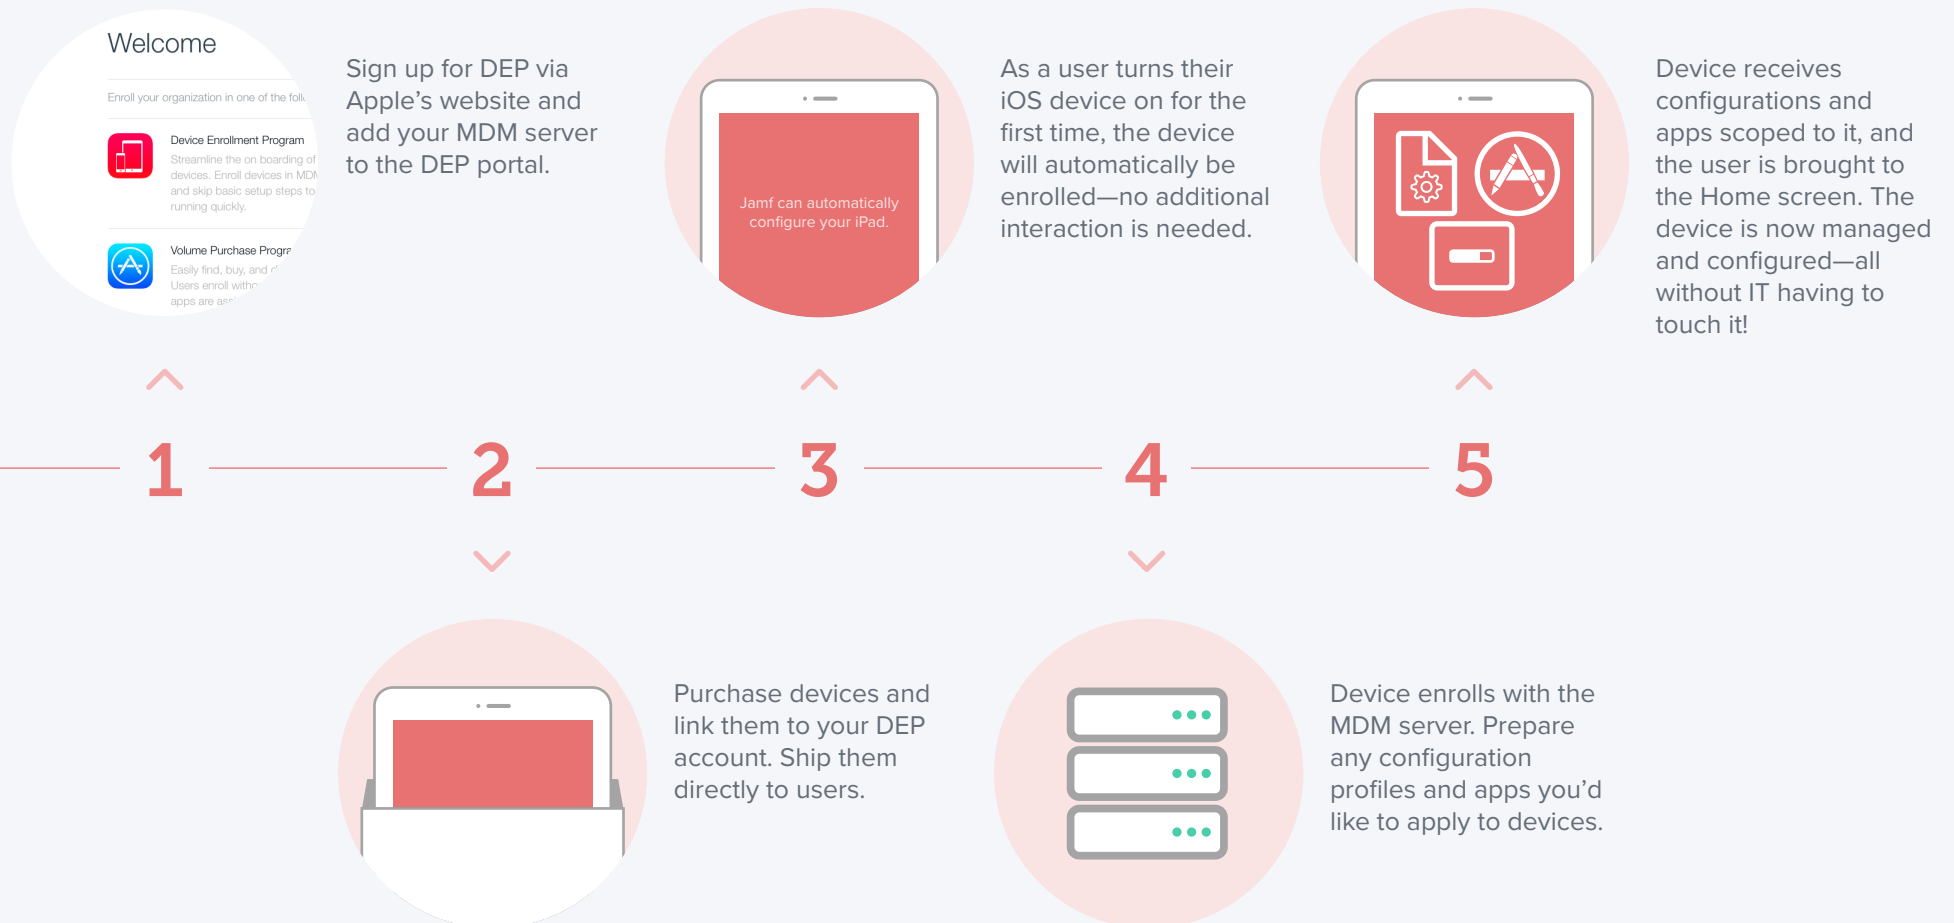 Welcome
Enroll your organization in one of the
Device Enrollment Program
Streamline the on boarding of
devices. Enroll devices in MDM
and skip basic setup steps to
running quickly.
Volume Purchase
Easily find, buy, and
Users enroll
apps are
Sign up for DEP via
Apple’s website and
add your MDM server
to the DEP portal.
Jamf can automatically
configure your iPad.
As a user turns their
iOS device on for the
first time, the device
will automatically be
enrolled—no additional
interaction is needed.
Device receives
configurations and
apps scoped to it, and
the user is brought to
the Home screen. The
device is now managed
and configured—all
without IT having to
touch it!
1
2
3
4
5
Purchase devices and
link them to your DEP
account. Ship them
directly to users.
Device enrolls with the
MDM server. Prepare
any configuration
profiles and apps you’d
like to apply to devices.